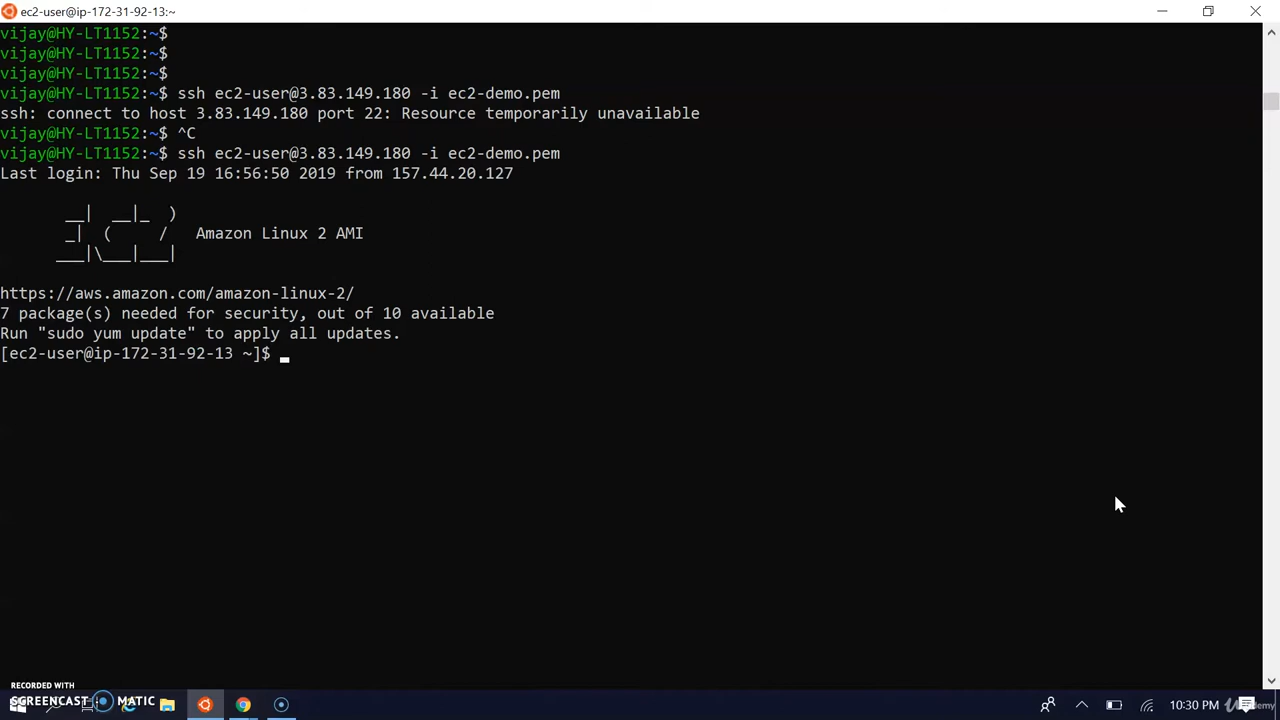 ec2-user@ip-172-31-92-13:~
vijay@HY-LT1152:~$
vijay@HY-LT1152:~$
vijay@HY-LT1152:~$
vijay@HY-LT1152:~$ ssh ec2-user@3.83.149.180 -i ec2-demo.pem
ssh: connect to host 3.83.149.180 port 22: Resource temporarily unavailable
vijay@HY-LT1152:~$ ^C
vijay@HY-LT1152:~$ ssh ec2-user@3.83.149.180 -i ec2-demo.pem
Last login: Thu Sep 19 16:56:50 2019 from 157.44.20.127
__|  __|_  )
_|  (     /   Amazon Linux 2 AMI
___|\___|___|
https://aws.amazon.com/amazon-linux-2/
7 package(s) needed for security, out of 10 available
Run "sudo yum update" to apply all updates.
[ec2-user@ip-172-31-92-13 ~]$ _
RECORDED WITH
SCREENCAST MATIC
10:30 PM
Udemy